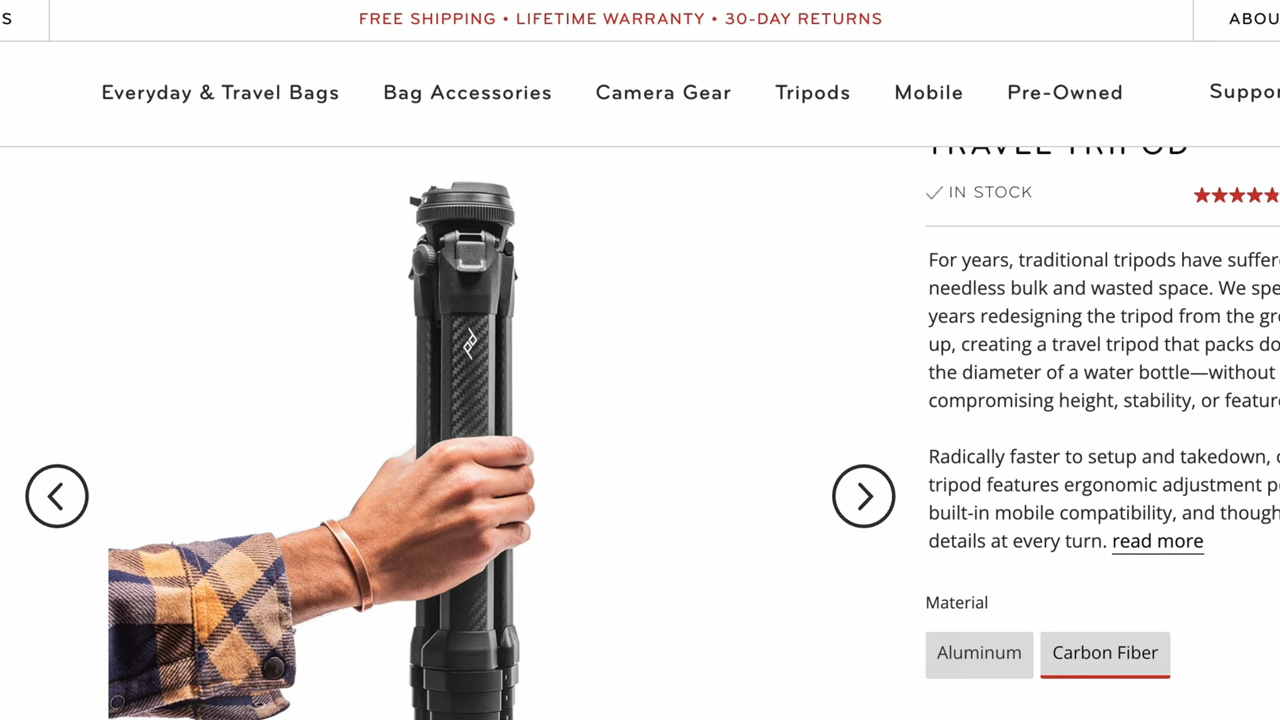 S
FREE SHIPPING • LIFETIME WARRANTY • 30-DAY RETURNS
ABOU
Everyday & Travel Bags
Bag Accessories
Camera Gear
Tripods
Mobile
Pre-Owned
Suppor
TRAVEL TRIPOD
IN STOCK
For years, traditional tripods have suffer
needless bulk and wasted space. We spe
years redesigning the tripod from the gr
up, creating a travel tripod that packs do
the diameter of a water bottle—without
compromising height, stability, or featur
Radically faster to setup and takedown,
tripod features ergonomic adjustment p
built-in mobile compatibility, and though
details at every turn. read more
Material
Aluminum
Carbon Fiber
pd